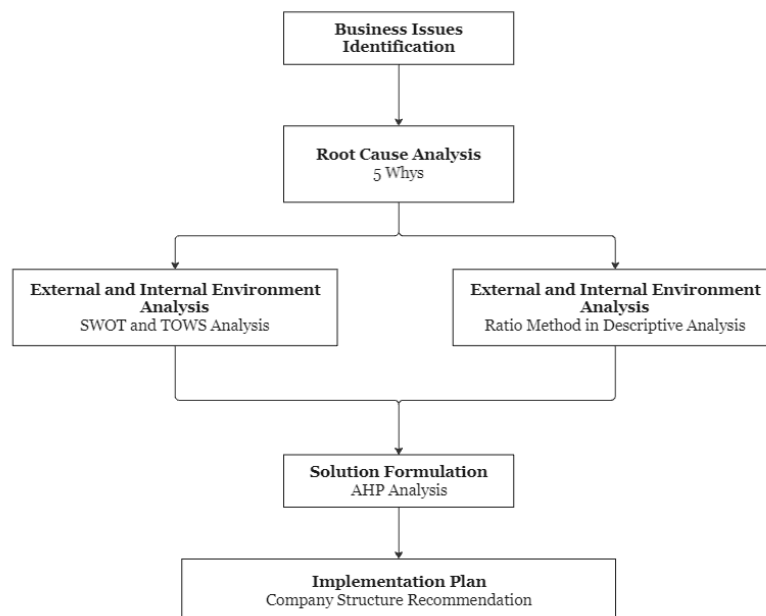 Business Issues
Identification
Root Cause Analysis
5 Whys
External and Internal Environment
Analysis
SWOT and TOWS Analysis
External and Internal Environment
Analysis
Ratio Method in Descriptive Analysis
Solution Formulation
AHP Analysis
Implementation Plan
Company Structure Recommendation